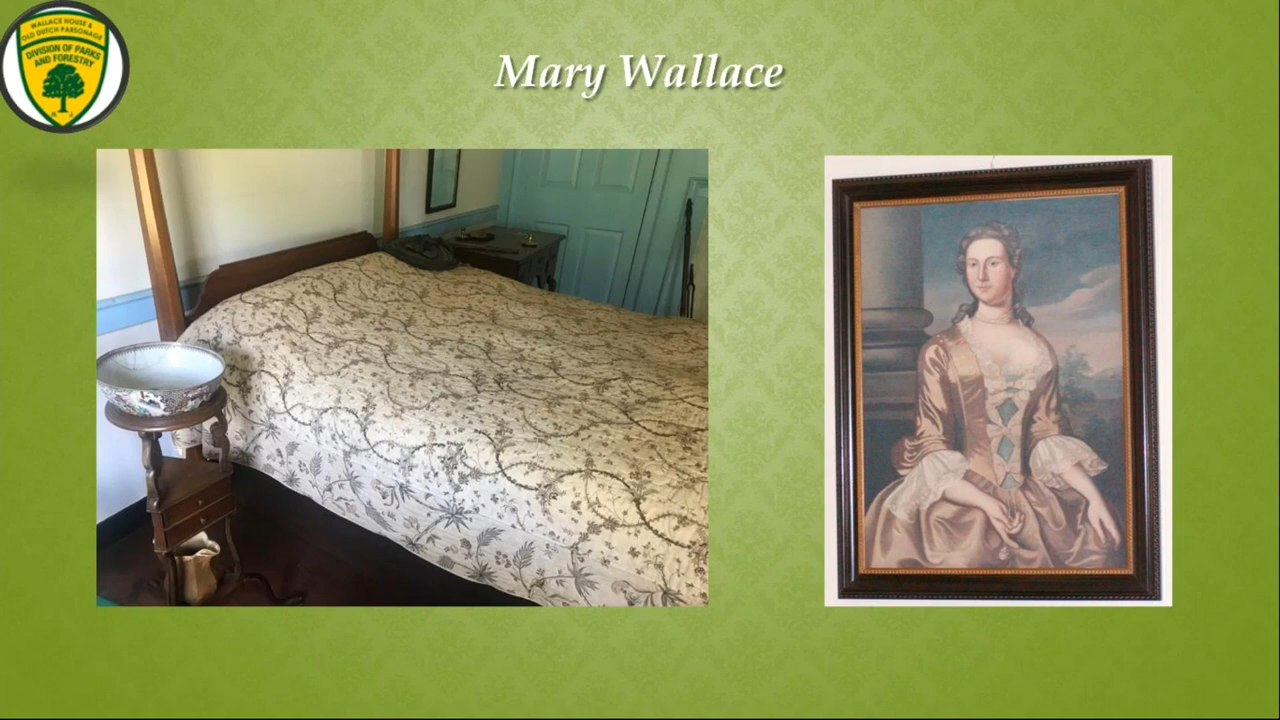 WALLACE HOUSE &
OLD DUTCH PARSONAGE
DIVISION OF PARKS
AND FORESTRY
N J
Mary Wallace